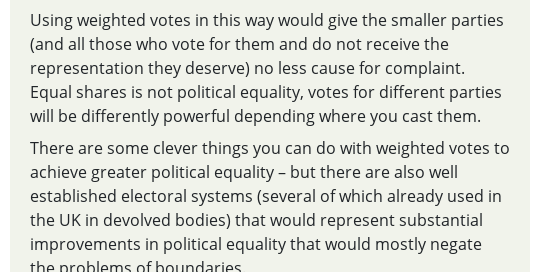 Using weighted votes in this way would give the smaller parties
(and all those who vote for them and do not receive the
representation they deserve) no less cause for complaint.
Equal shares is not political equality, votes for different parties
will be differently powerful depending where you cast them.
There are some clever things you can do with weighted votes to
achieve greater political equality – but there are also well
established electoral systems (several of which already used in
the UK in devolved bodies) that would represent substantial
improvements in political equality that would mostly negate
the problems of boundaries.